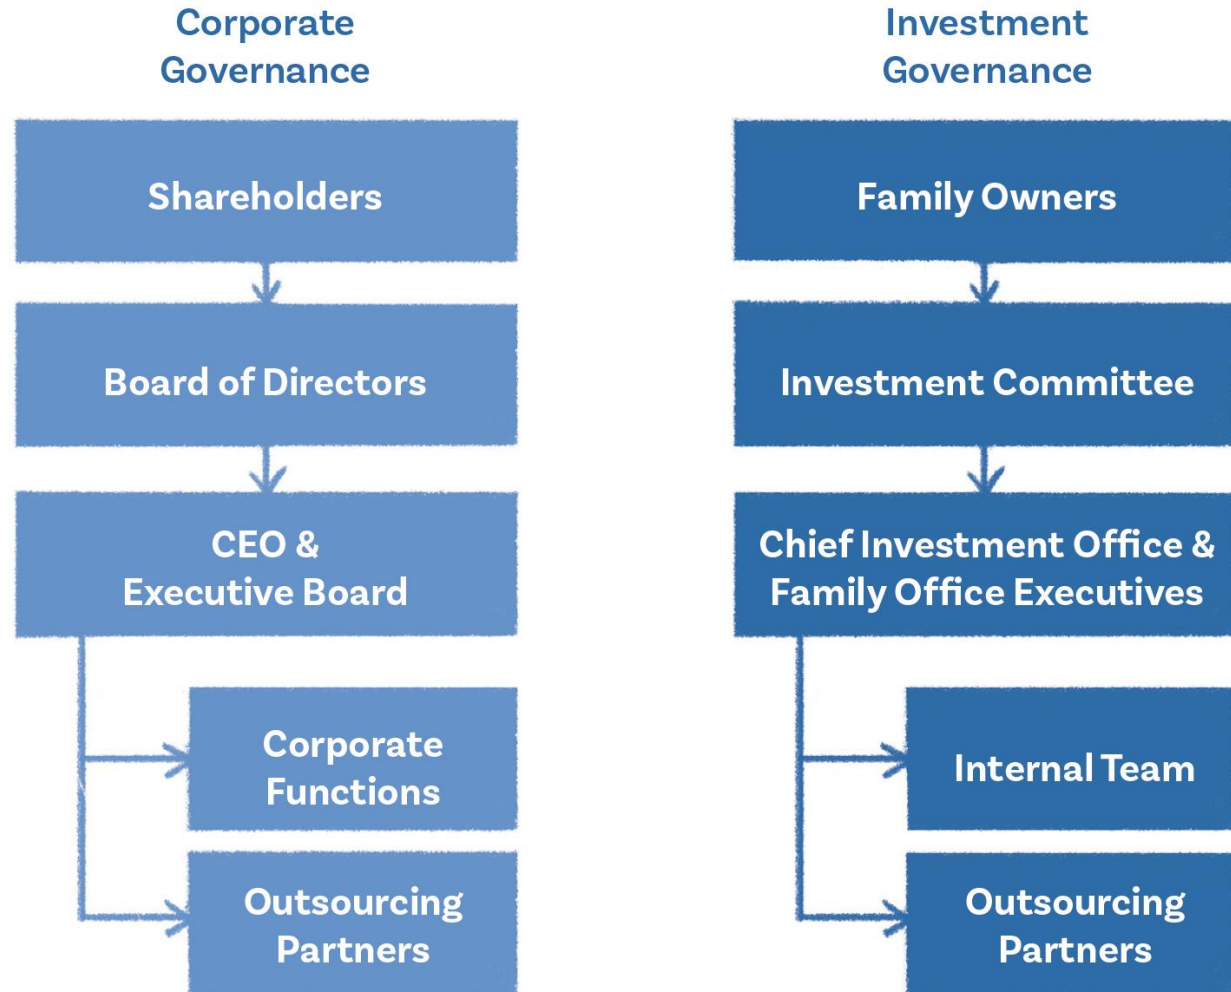 Corporate
Governance
Shareholders
Board of Directors
CEO &
Executive Board
Corporate
Functions
Outsourcing
Partners
Investment
Governance
Family Owners
Investment Committee
Chief Investment Office &
Family Office Executives
Internal Team
Outsourcing
Partners